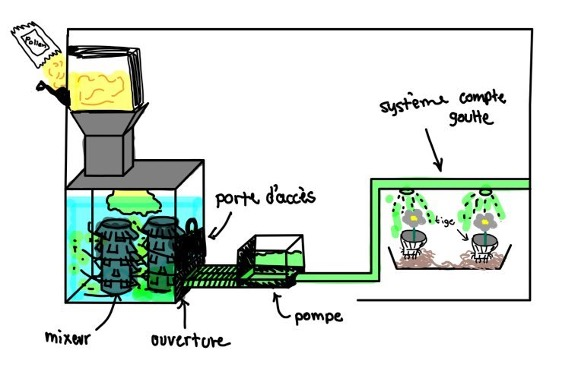 Pollen
système compte
goutte
porte d'accès
tige
pompe
mixeur
ouverture